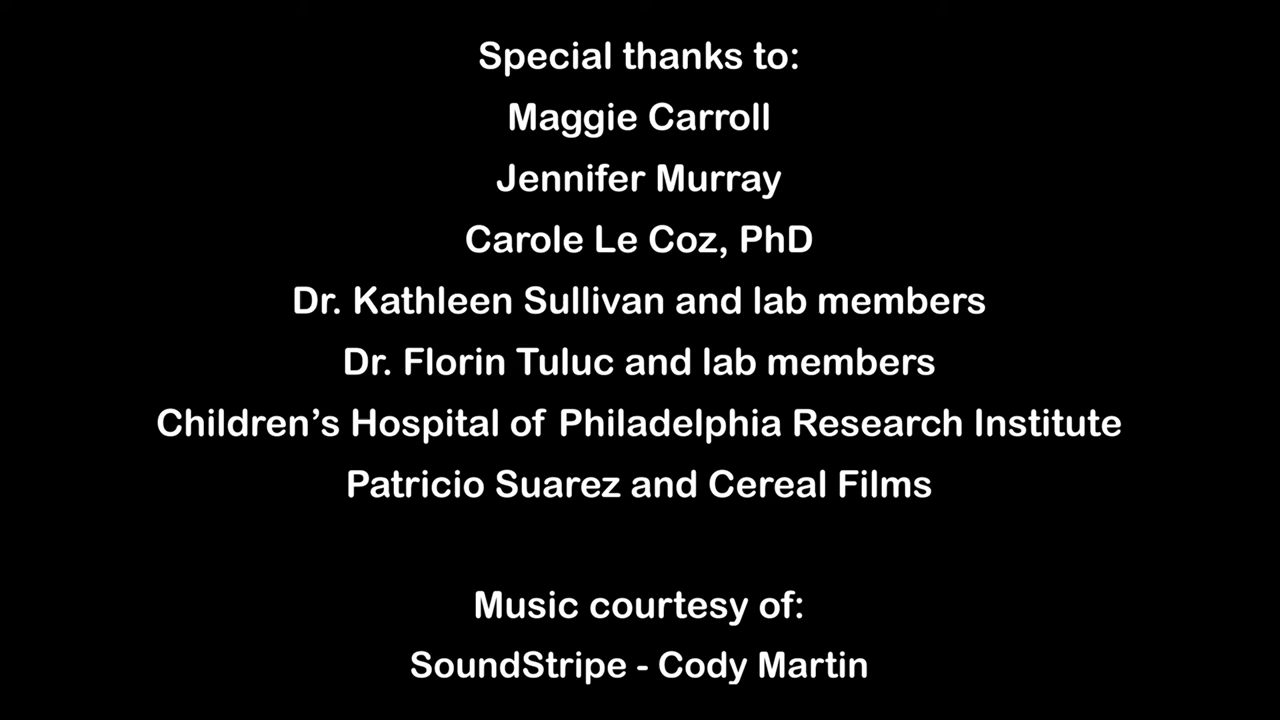 Special thanks to:
Maggie Carroll
Jennifer Murray
Carole Le Coz, PhD
Dr. Kathleen Sullivan and lab members
Dr. Florin Tuluc and lab members
Children’s Hospital of Philadelphia Research Institute
Patricio Suarez and Cereal Films
Music courtesy of:
SoundStripe - Cody Martin